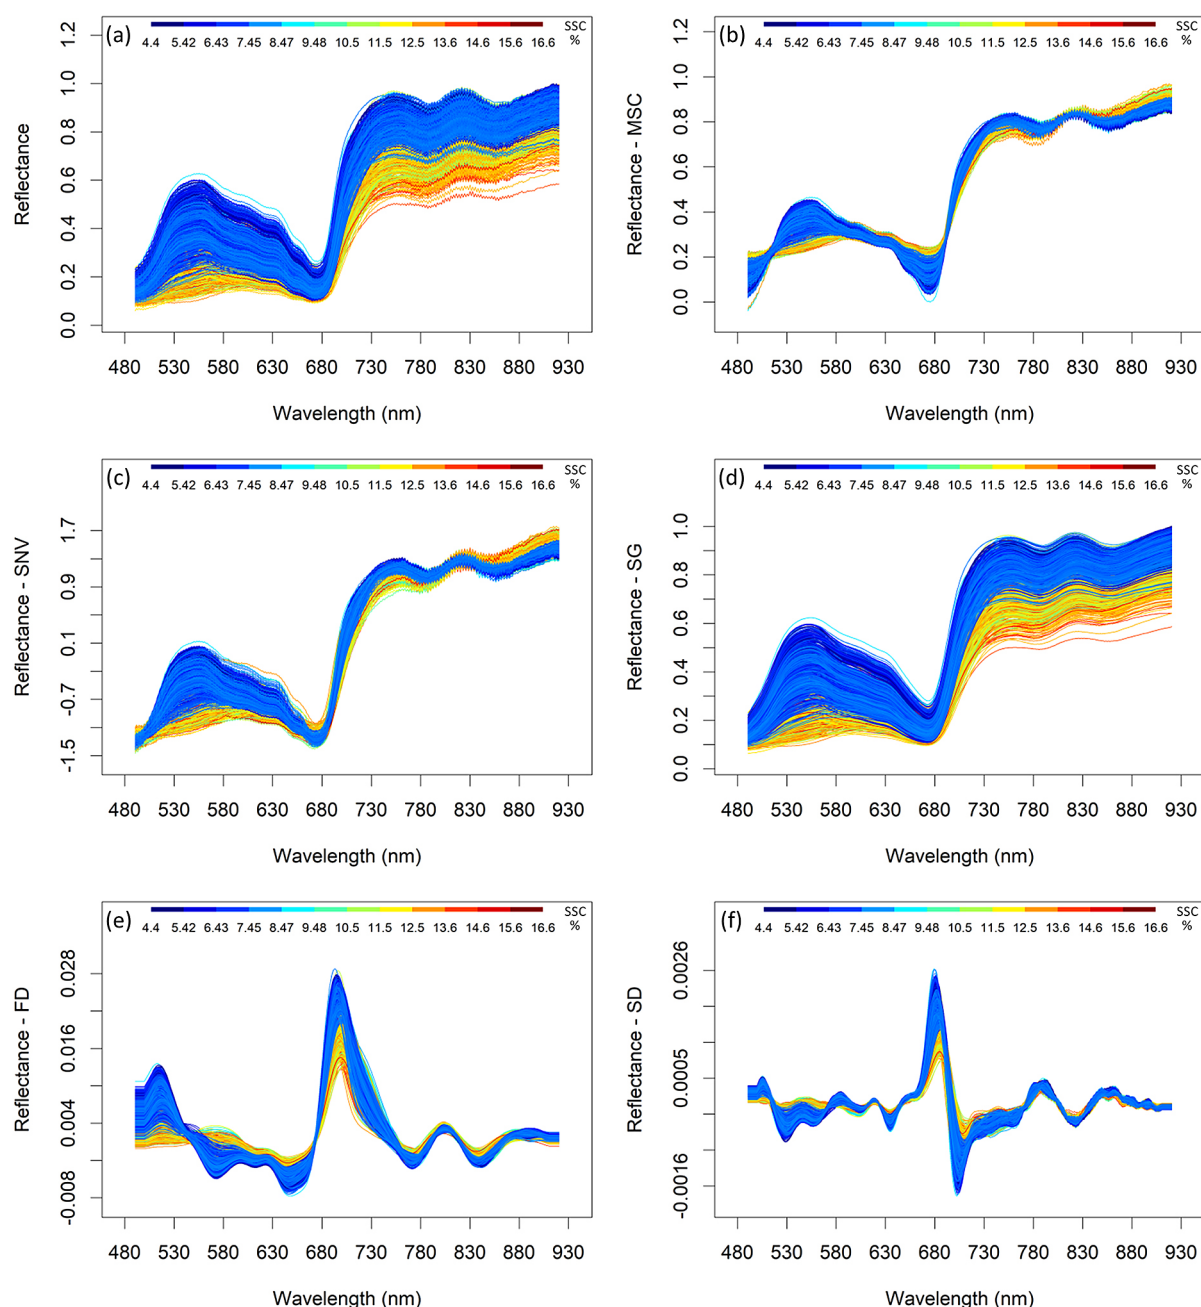 (a)
SSC
4.4 5.42 6.43 7.45 8.47 9.48 10.5 11.5 12.5 13.6 14.6 15.6 16.6 %
Reflectance
1.2
1.0
0.8
0.6
0.4
0.2
0.0
480 530 580 630 680 730 780 830 880 930
Wavelength (nm)
(b)
SSC
4.4 5.42 6.43 7.45 8.47 9.48 10.5 11.5 12.5 13.6 14.6 15.6 16.6 %
Reflectance - MSC
1.2
1.0
0.8
0.6
0.4
0.2
0.0
480 530 580 630 680 730 780 830 880 930
Wavelength (nm)
(c)
SSC
4.4 5.42 6.43 7.45 8.47 9.48 10.5 11.5 12.5 13.6 14.6 15.6 16.6 %
Reflectance - SNV
1.7
0.9
0.1
-0.7
-1.5
480 530 580 630 680 730 780 830 880 930
Wavelength (nm)
(d)
SSC
4.4 5.42 6.43 7.45 8.47 9.48 10.5 11.5 12.5 13.6 14.6 15.6 16.6 %
Reflectance - SG
1.0
0.8
0.6
0.4
0.2
0.0
480 530 580 630 680 730 780 830 880 930
Wavelength (nm)
(e)
SSC
4.4 5.42 6.43 7.45 8.47 9.48 10.5 11.5 12.5 13.6 14.6 15.6 16.6 %
Reflectance - FD
0.028
0.016
0.004
-0.008
480 530 580 630 680 730 780 830 880 930
Wavelength (nm)
(f)
SSC
4.4 5.42 6.43 7.45 8.47 9.48 10.5 11.5 12.5 13.6 14.6 15.6 16.6 %
Reflectance - SD
0.0026
0.0005
-0.0016
480 530 580 630 680 730 780 830 880 930
Wavelength (nm)